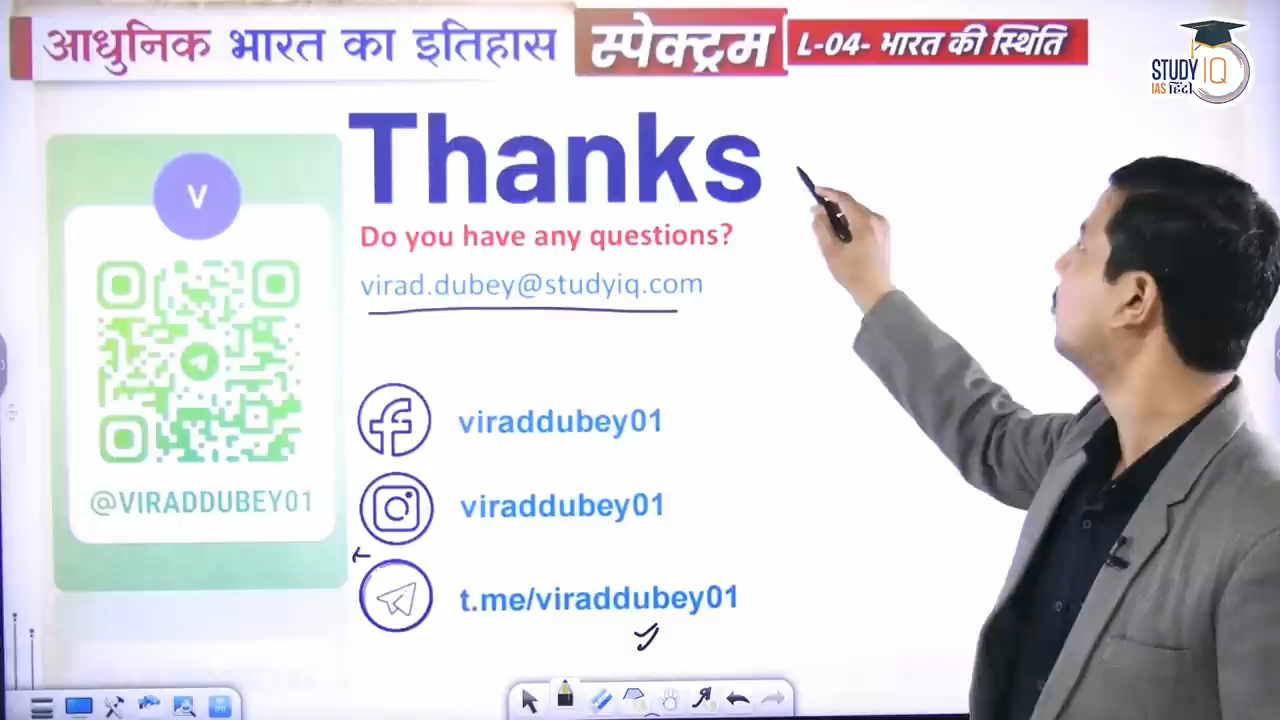 आधुनिक भारत का इतिहास स्पेक्ट्रम L-04- भारत की स्थिति
STUDY IQ
IAS हिंदी
Thanks
V
Do you have any questions?
virad.dubey@studyiq.com
viraddubey01
@VIRADDUBEY01
viraddubey01
t.me/viraddubey01